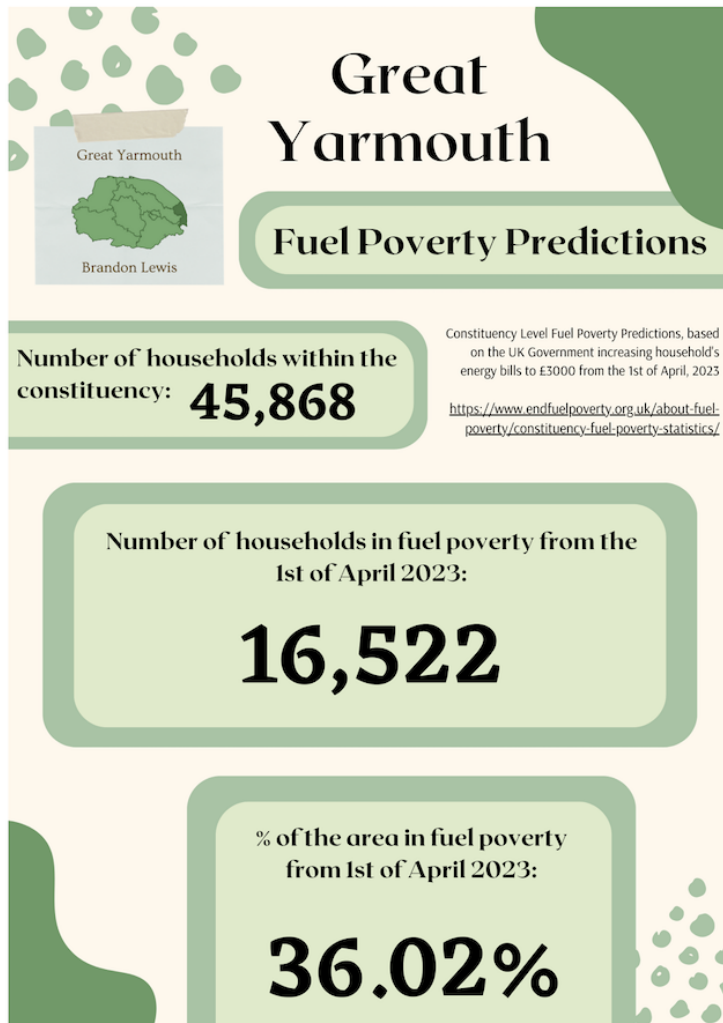 Great
Yarmouth
Great Yarmouth
Brandon Lewis
Fuel Poverty Predictions
Number of households within the
constituency: 45,868
Constituency Level Fuel Poverty Predictions, based
on the UK Government increasing household's
energy bills to £3000 from the 1st of April, 2023
https://www.endfuelpoverty.org.uk/about-fuel-
poverty/constituency-fuel-poverty-statistics/
Number of households in fuel poverty from the
1st of April 2023:
16,522
% of the area in fuel poverty
from 1st of April 2023:
36.02%